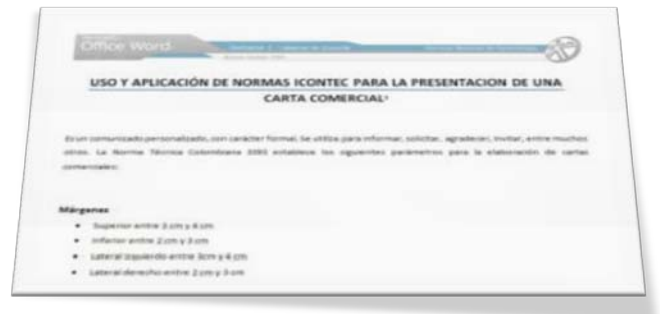 Office Word
USO Y APLICACIÓN DE NORMAS ICONTEC PARA LA PRESENTACION DE UNA
CARTA COMERCIAL
Es un comunicado personalizado, con carácter formal. Se utiliza para informar, solicitar, agradecer, invitar, entre muchos
otros. La Norma Técnica Colombiana 3393 establece los siguientes parámetros para la elaboración de cartas
comerciales:
Márgenes
• Superior entre 3 cm y 4 cm
• Inferior entre 2 cm y 3 cm
• Lateral izquierdo entre 3cm y 4 cm
• Lateral derecho entre 2 cm y 3 cm